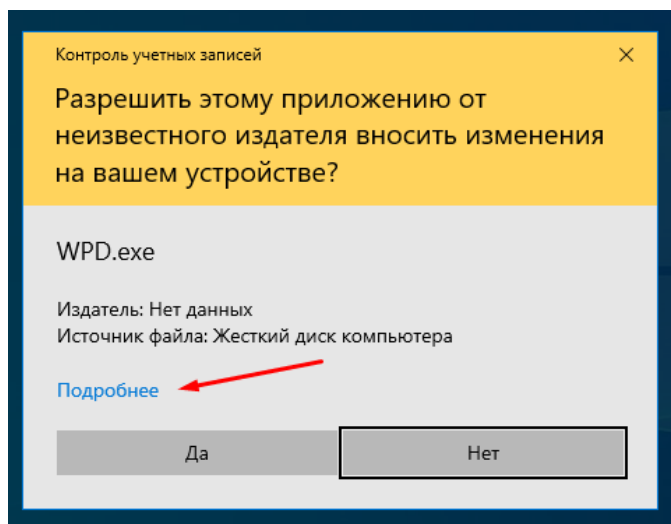 Контроль учетных записей
Разрешить этому приложению от
неизвестного издателя вносить изменения
на вашем устройстве?
WPD.exe
Издатель: Нет данных
Источник файла: Жесткий диск компьютера
Подробнее
Да
Нет